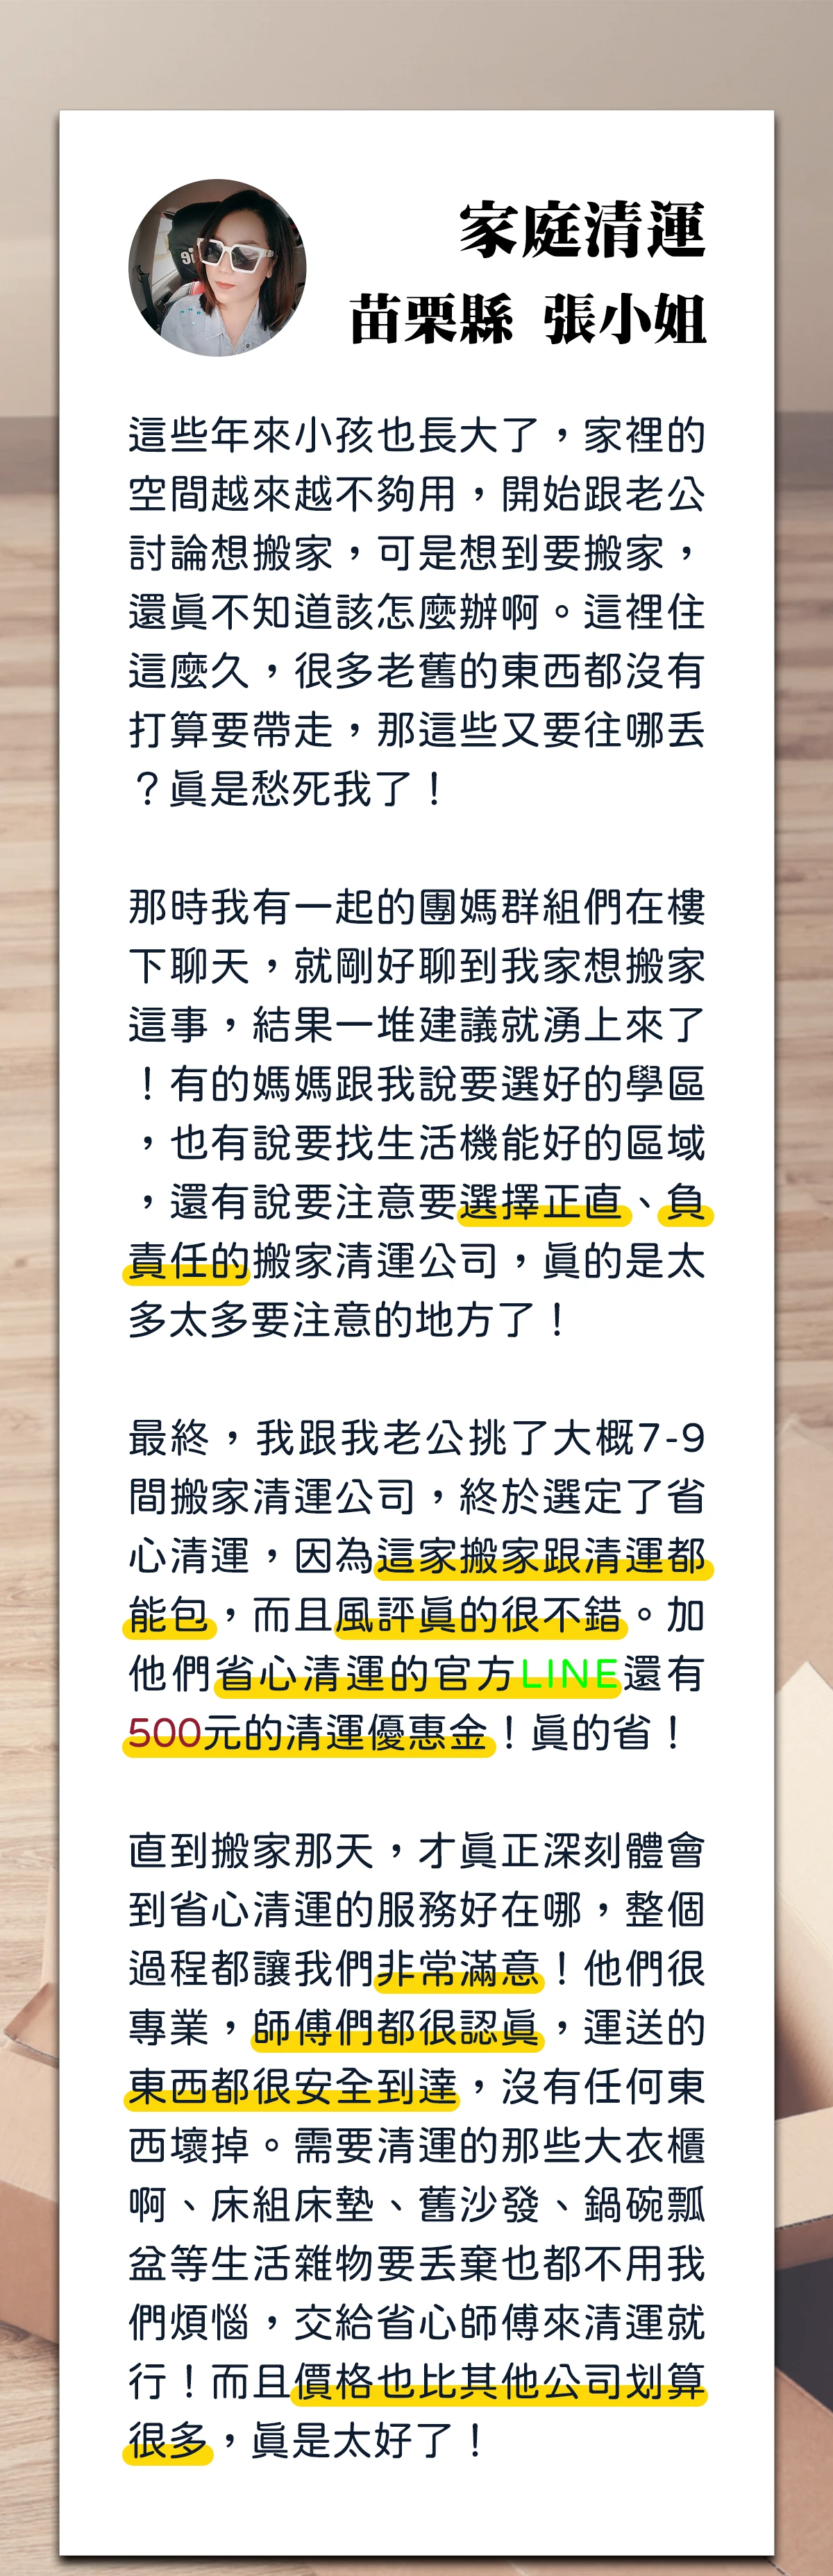 家庭清運
苗栗縣 張小姐
這些年來小孩也長大了，家裡的
空間越來越不夠用，開始跟老公
討論想搬家，可是想到要搬家，
還眞不知道該怎麼辦啊。這裡住
這麼久，很多老舊的東西都沒有
打算要帶走，那這些又要往哪丟
？眞是愁死我了！
那時我有一起的團媽群組們在樓
下聊天，就剛好聊到我家想搬家
這事，結果一堆建議就湧上來了
！有的媽媽跟我說要選好的學區
，也有說要找生活機能好的區域
，還有說要注意要選擇正直、負
責任的搬家清運公司，眞的是太
多太多要注意的地方了！
最終，我跟我老公挑了大概7-9
間搬家清運公司，終於選定了省
心清運，因為這家搬家跟清運都
能包，而且風評眞的很不錯。加
他們省心清運的官方LINE還有
500元的清運優惠金！眞的省！
直到搬家那天，才眞正深刻體會
到省心清運的服務好在哪，整個
過程都讓我們非常滿意！他們很
專業，師傅們都很認眞，運送的
東西都很安全到達，沒有任何東
西壞掉。需要清運的那些大衣櫃
啊、床組床墊、舊沙發、鍋碗瓢
盆等生活雜物要丟棄也都不用我
們煩惱，交給省心師傅來清運就
行！而且價格也比其他公司划算
很多，眞是太好了！